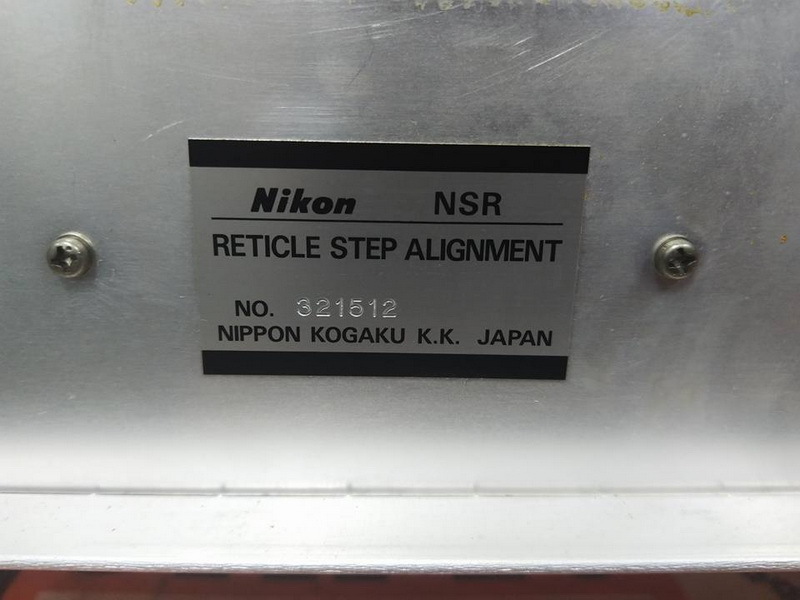 Nikon NSR
RETICLE STEP ALIGNMENT
NO. 321512
NIPPON KOGAKU K.K. JAPAN